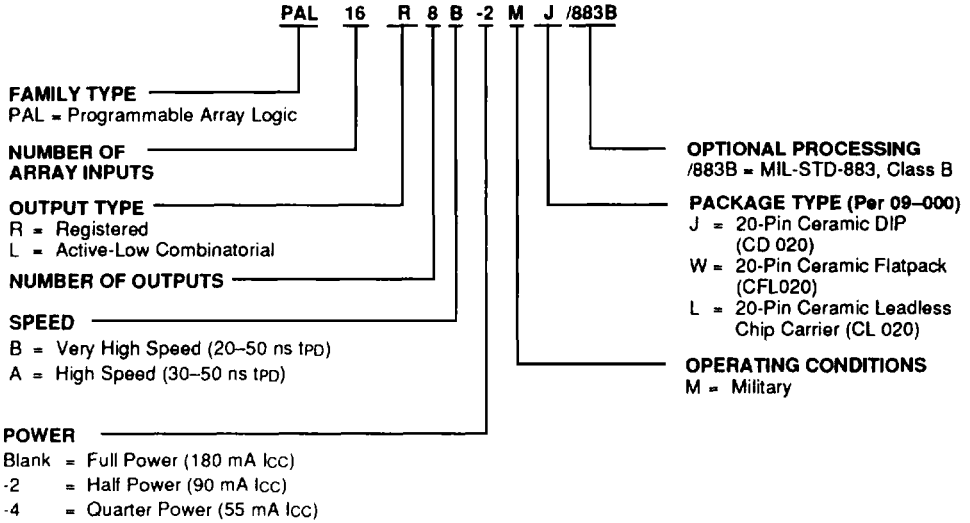 PAL 16 R 8 B -2 M J /883B
FAMILY TYPE
PAL = Programmable Array Logic
NUMBER OF
ARRAY INPUTS
OUTPUT TYPE
R = Registered
L = Active-Low Combinatorial
NUMBER OF OUTPUTS
SPEED
B = Very High Speed (20–50 ns tPD)
A = High Speed (30–50 ns tPD)
POWER
Blank = Full Power (180 mA ICC)
-2 = Half Power (90 mA ICC)
-4 = Quarter Power (55 mA ICC)
OPTIONAL PROCESSING
/883B = MIL-STD-883, Class B
PACKAGE TYPE (Per 09–000)
J = 20-Pin Ceramic DIP
(CD 020)
W = 20-Pin Ceramic Flatpack
(CFL020)
L = 20-Pin Ceramic Leadless
Chip Carrier (CL 020)
OPERATING CONDITIONS
M = Military